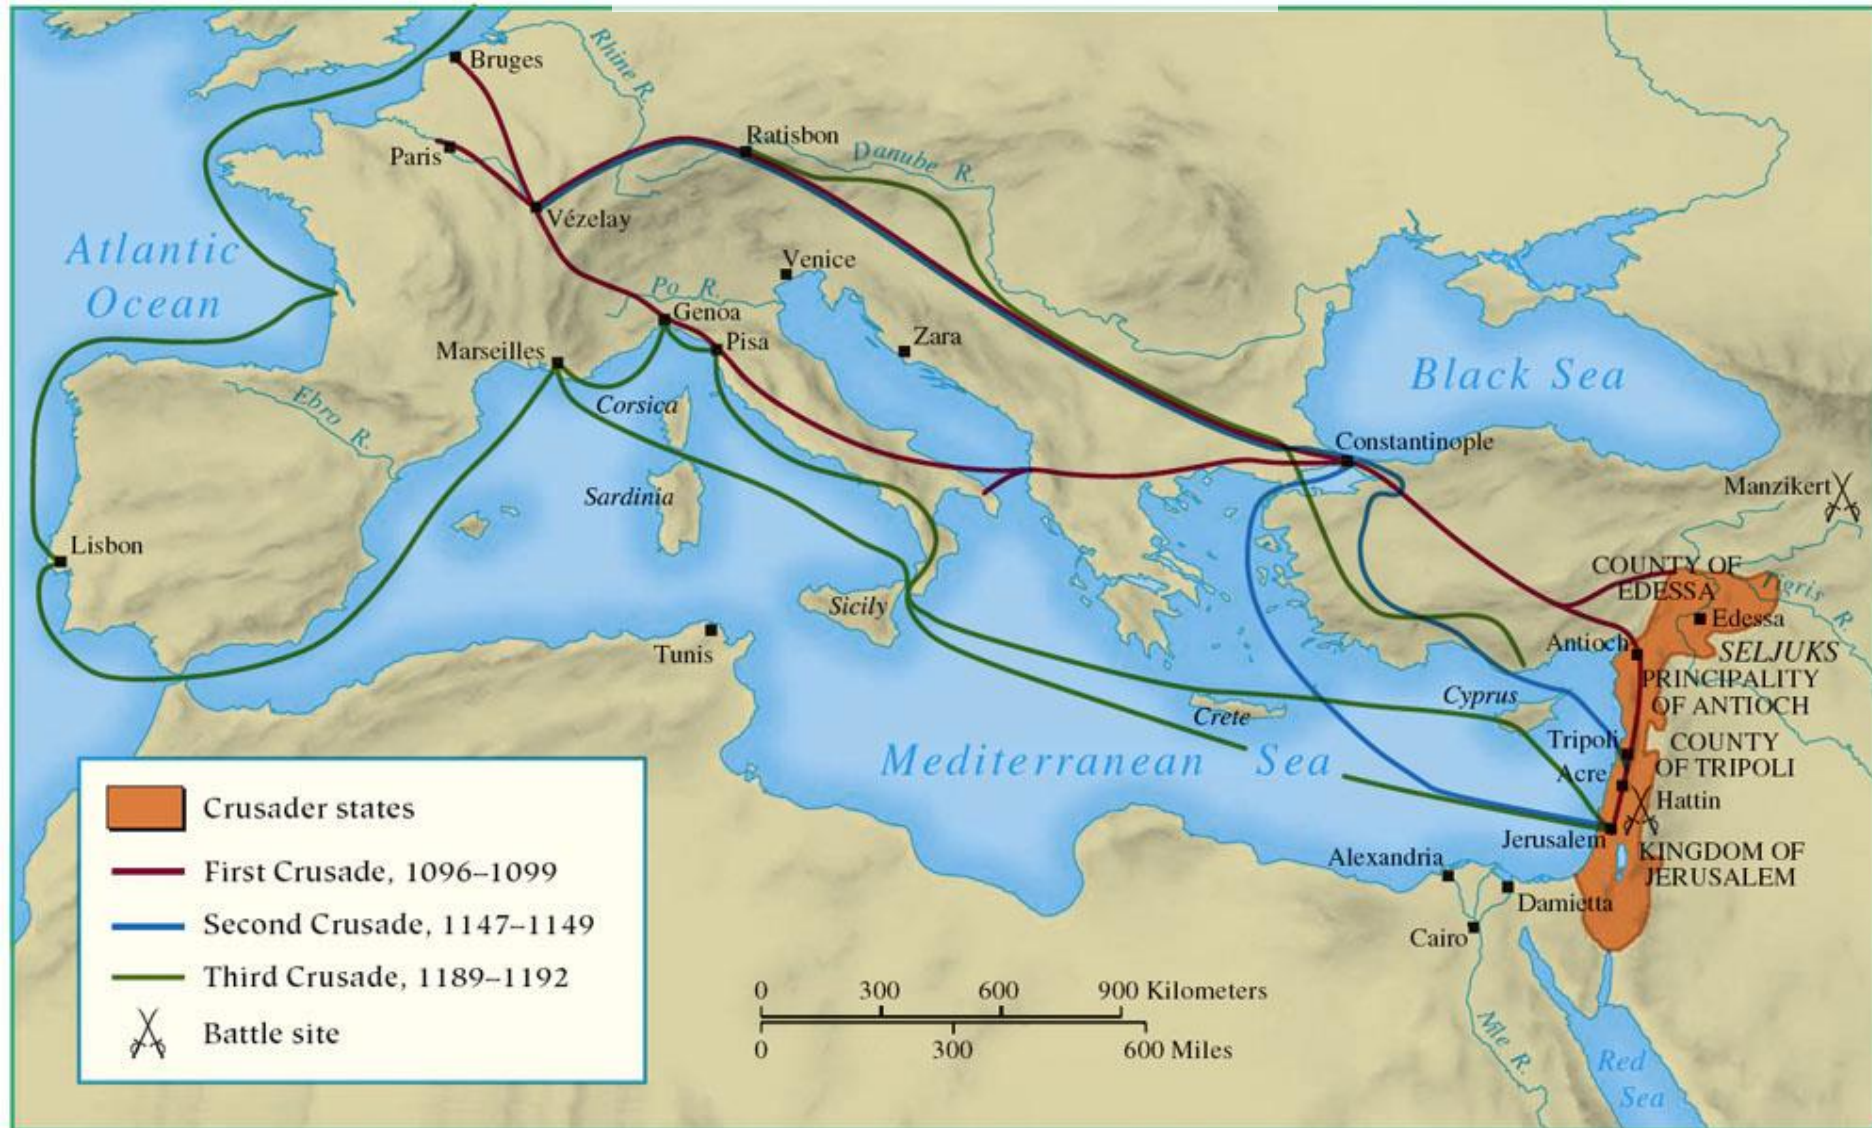 Bruges
Rhine R.
Paris
Ratisbon
Danube R.
Vézelay
Atlantic
Ocean
Venice
Po R.
Genoa
Pisa
Zara
Marseilles
Black Sea
Ebro R.
Corsica
Constantinople
Sardinia
Manzikert
Lisbon
COUNTY OF
EDESSA
Tigris R.
Sicily
Edessa
Tunis
Antioch
SELJUKS
PRINCIPALITY
OF ANTIOCH
Cyprus
Crete
Tripoli
COUNTY
OF TRIPOLI
Mediterranean Sea
Acre
Hattin
Jerusalem
KINGDOM OF
JERUSALEM
Alexandria
Damietta
Cairo
Nile R.
Red
Sea
Crusader states
First Crusade, 1096–1099
Second Crusade, 1147–1149
Third Crusade, 1189–1192
Battle site
0 300 600 900 Kilometers
0 300 600 Miles